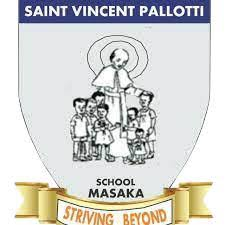 SAINT VINCENT PALLOTTI
SCHOOL
MASAKA
STRIVING BEYOND